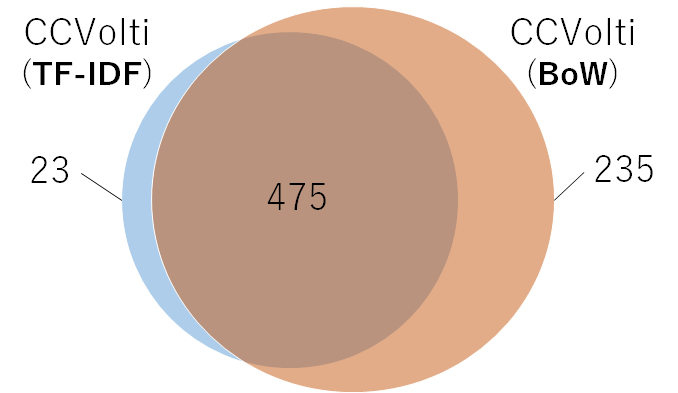 CCVolti
(TF-IDF)
CCVolti
(BoW)
23
475
235